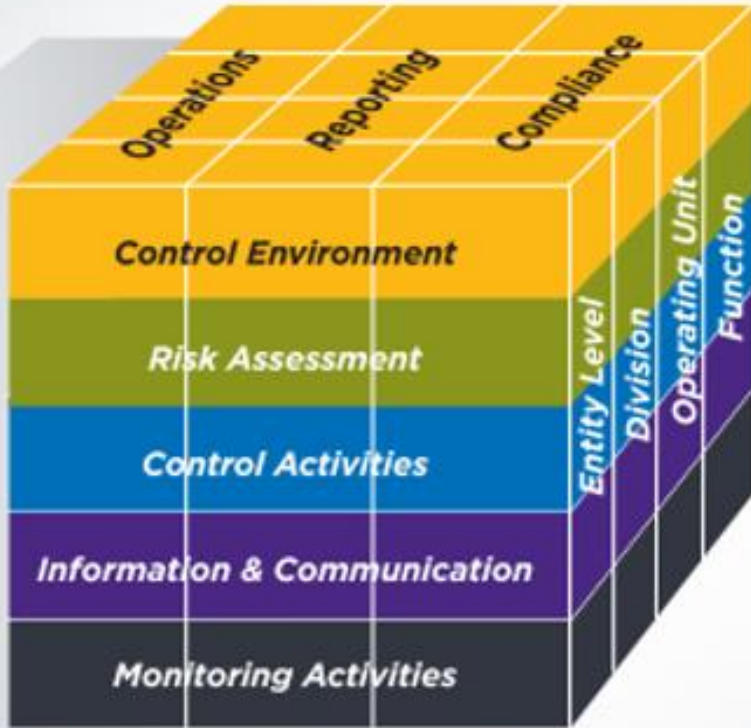 Operations
Reporting
Compliance
Control Environment
Risk Assessment
Control Activities
Information & Communication
Monitoring Activities
Entity Level
Division
Operating Unit
Function